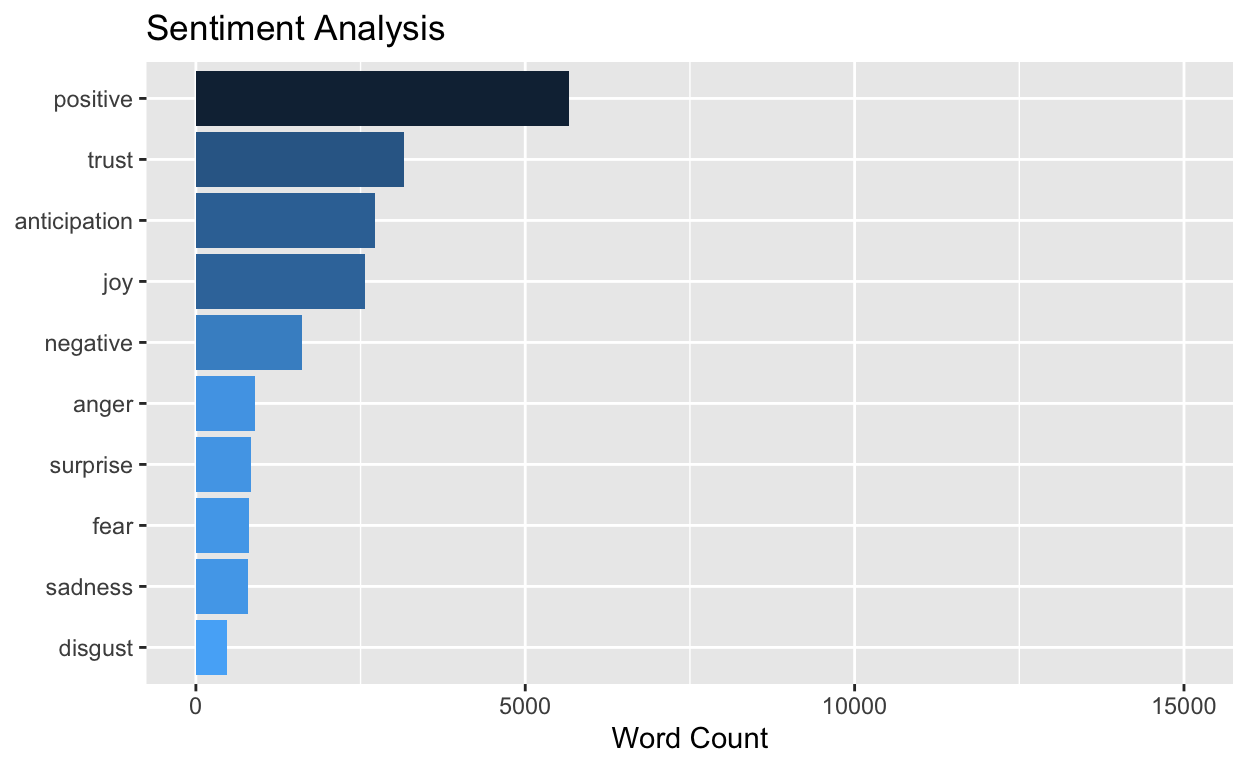 Sentiment Analysis
positive
trust
anticipation
joy
negative
anger
surprise
fear
sadness
disgust
0 5000 10000 15000
Word Count